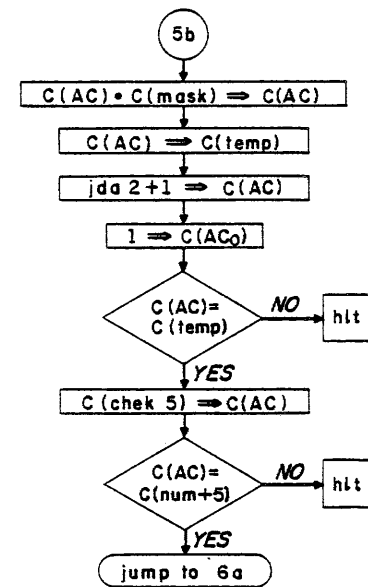 5b
C(AC) • C(mask) ⇒ C(AC)
C(AC) ⇒ C(temp)
jda 2+1 ⇒ C(AC)
1 ⇒ C(AC₀)
C(AC)=
C(temp)
NO
hlt
YES
C(chek 5) ⇒ C(AC)
C(AC)=
C(num+5)
NO
hlt
YES
jump to 6a